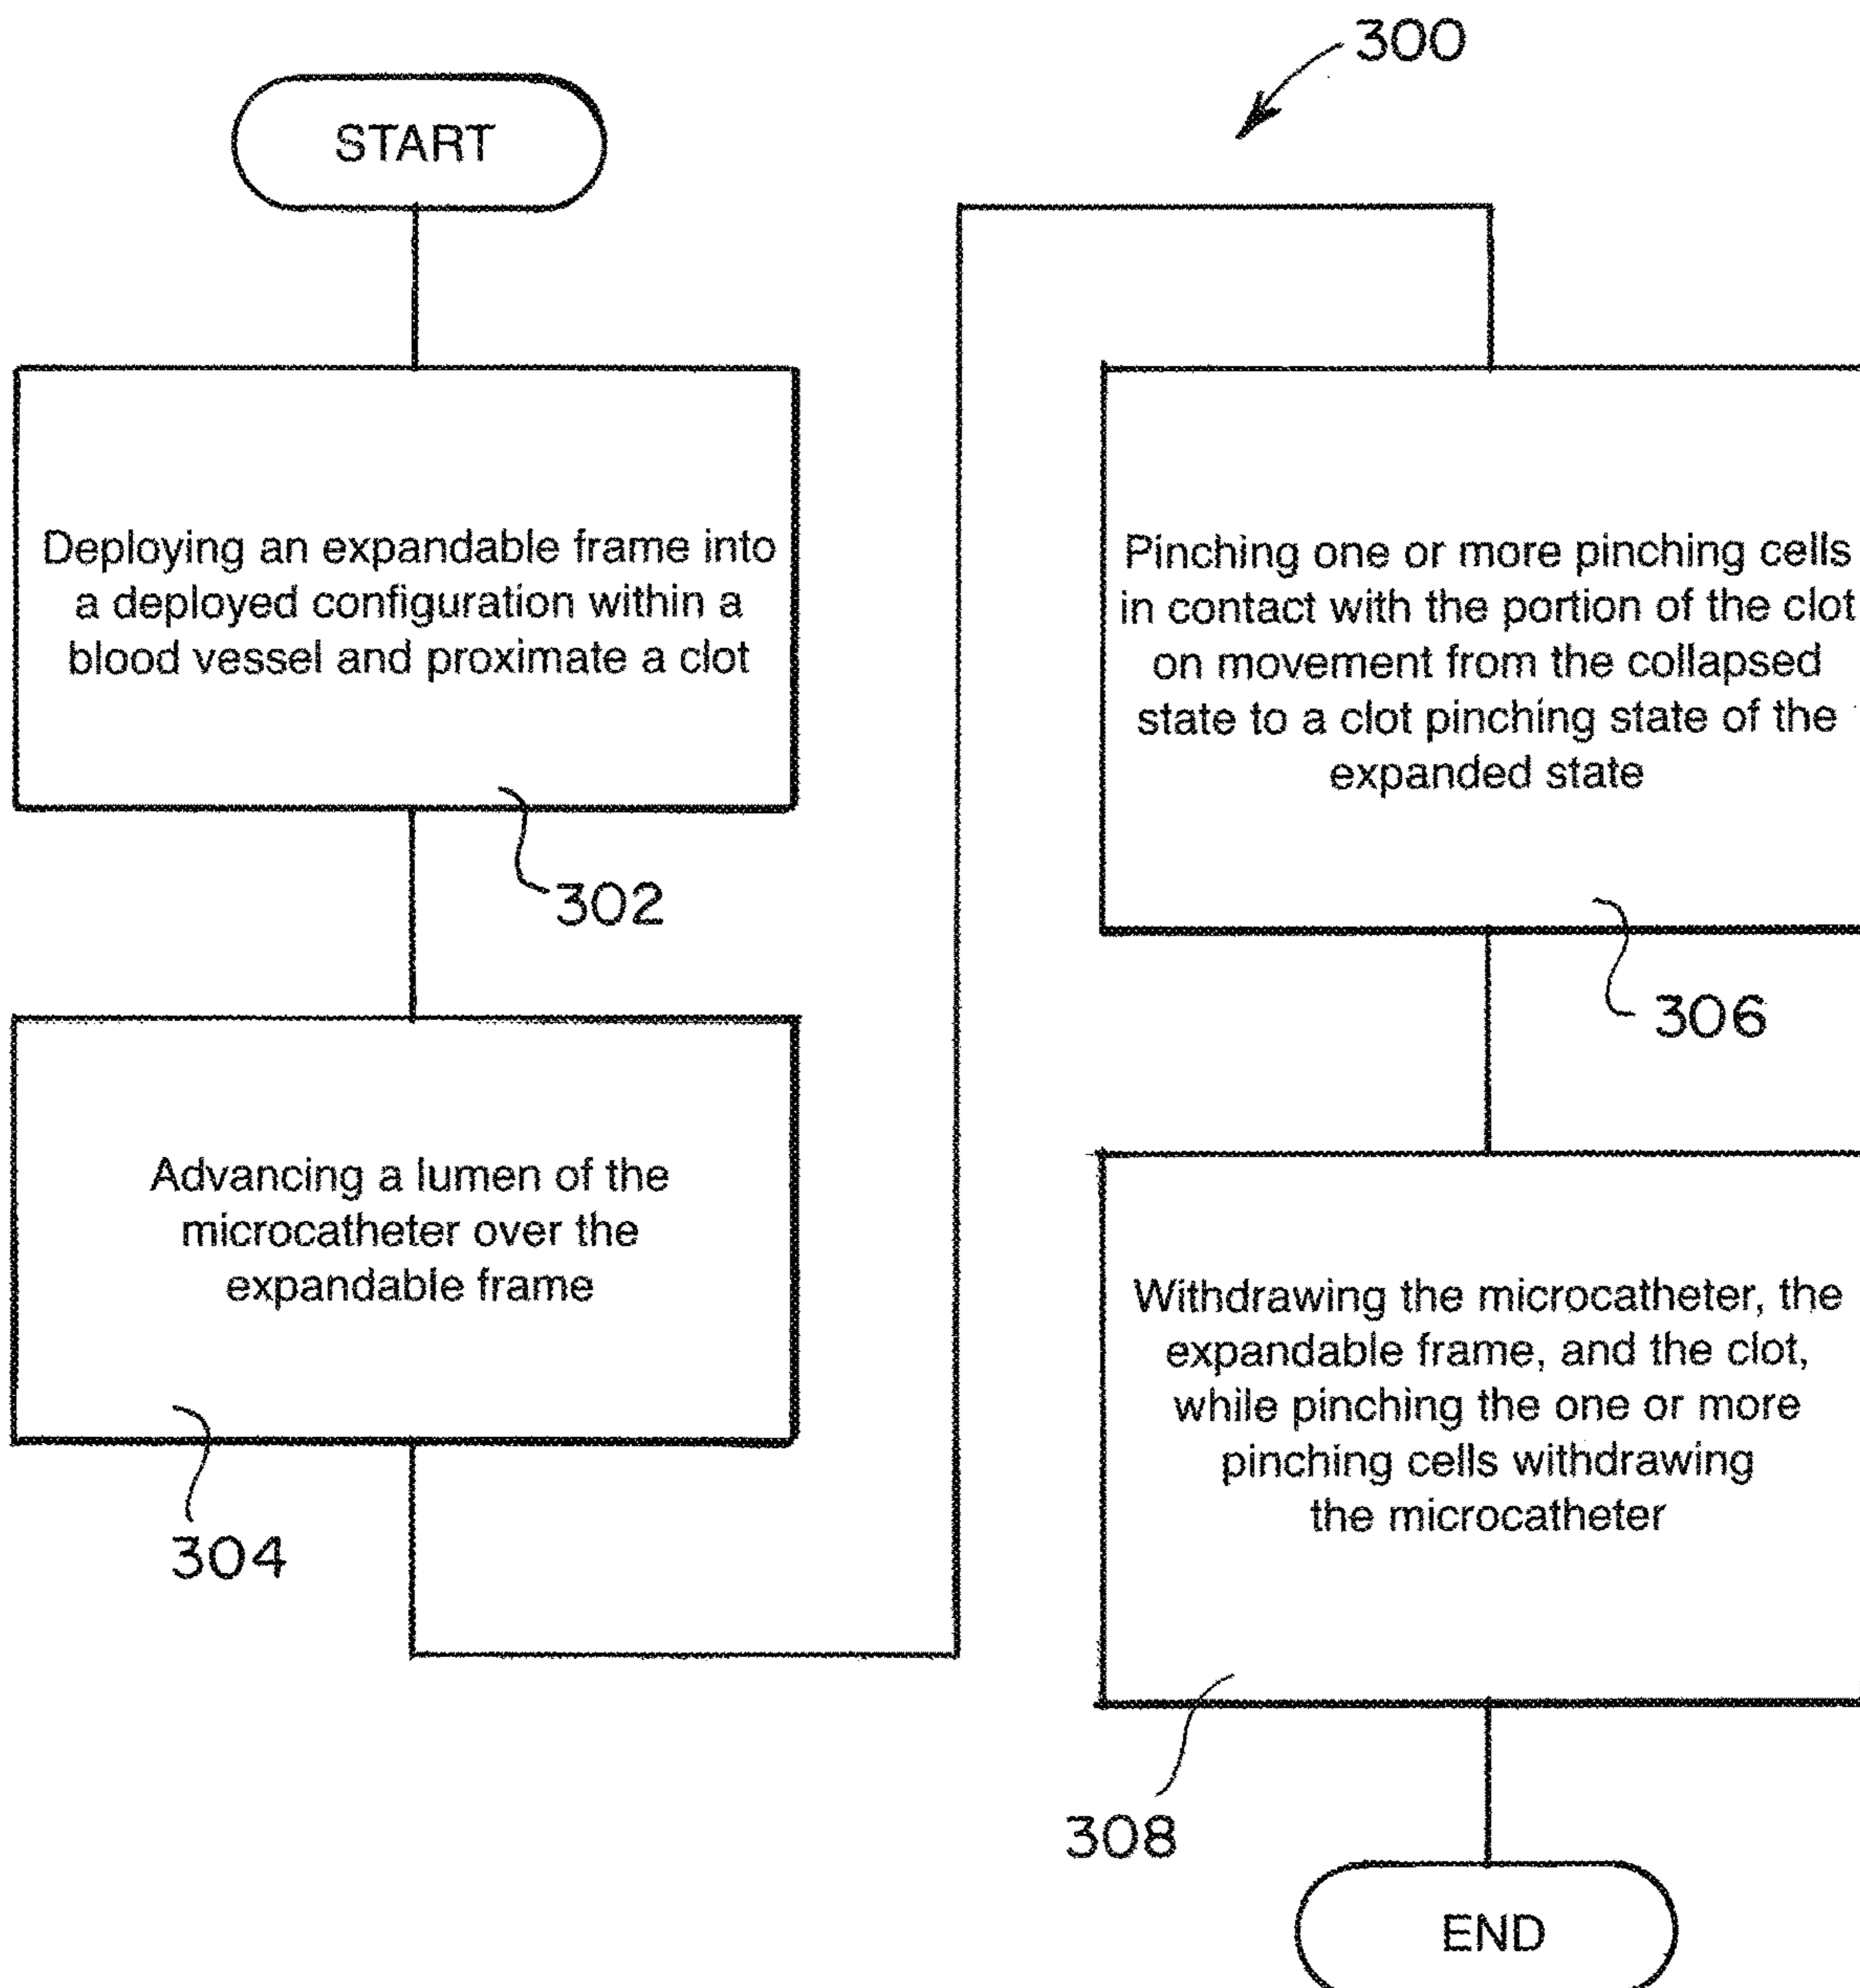 300
START
Deploying an expandable frame into
a deployed configuration within a
blood vessel and proximate a clot
302
Advancing a lumen of the
microcatheter over the
expandable frame
304
Pinching one or more pinching cells
in contact with the portion of the clot
on movement from the collapsed
state to a clot pinching state of the
expanded state
306
Withdrawing the microcatheter, the
expandable frame, and the clot,
while pinching the one or more
pinching cells withdrawing
the microcatheter
308
END